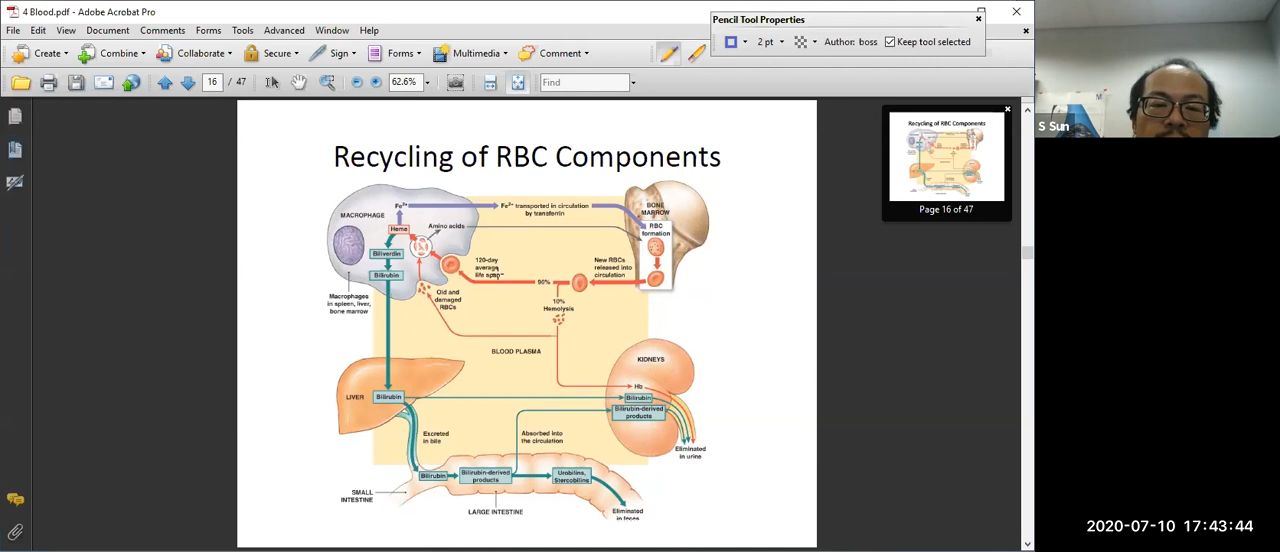 4 Blood.pdf - Adobe Acrobat Pro
Pencil Tool Properties
File Edit View Document Comments Forms Tools Advanced Window Help
2 pt Author: boss Keep tool selected
Create Combine Collaborate Secure Sign Forms Multimedia Comment
16 / 47 62.6% Find
S Sun
Recycling of RBC Components
Page 16 of 47
Recycling of RBC Components
MACROPHAGE
Fe²⁺
Fe²⁺ transported in circulation
by transferrin
BONE
MARROW
Heme
Amino acids
RBC
formation
Biliverdin
Bilirubin
120-day
average
life span
New RBCs
released into
circulation
90%
Old and
damaged
RBCs
10%
Hemolysis
Macrophages
in spleen, liver,
bone marrow
BLOOD PLASMA
KIDNEYS
Hb
LIVER
Bilirubin
Bilirubin
Bilirubin-derived
products
Excreted
in bile
Absorbed into
the circulation
Eliminated
in urine
Bilirubin
Bilirubin-derived
products
Urobilins,
Stercobilins
SMALL
INTESTINE
LARGE INTESTINE
Eliminated
in feces
2020-07-10 17:43:44